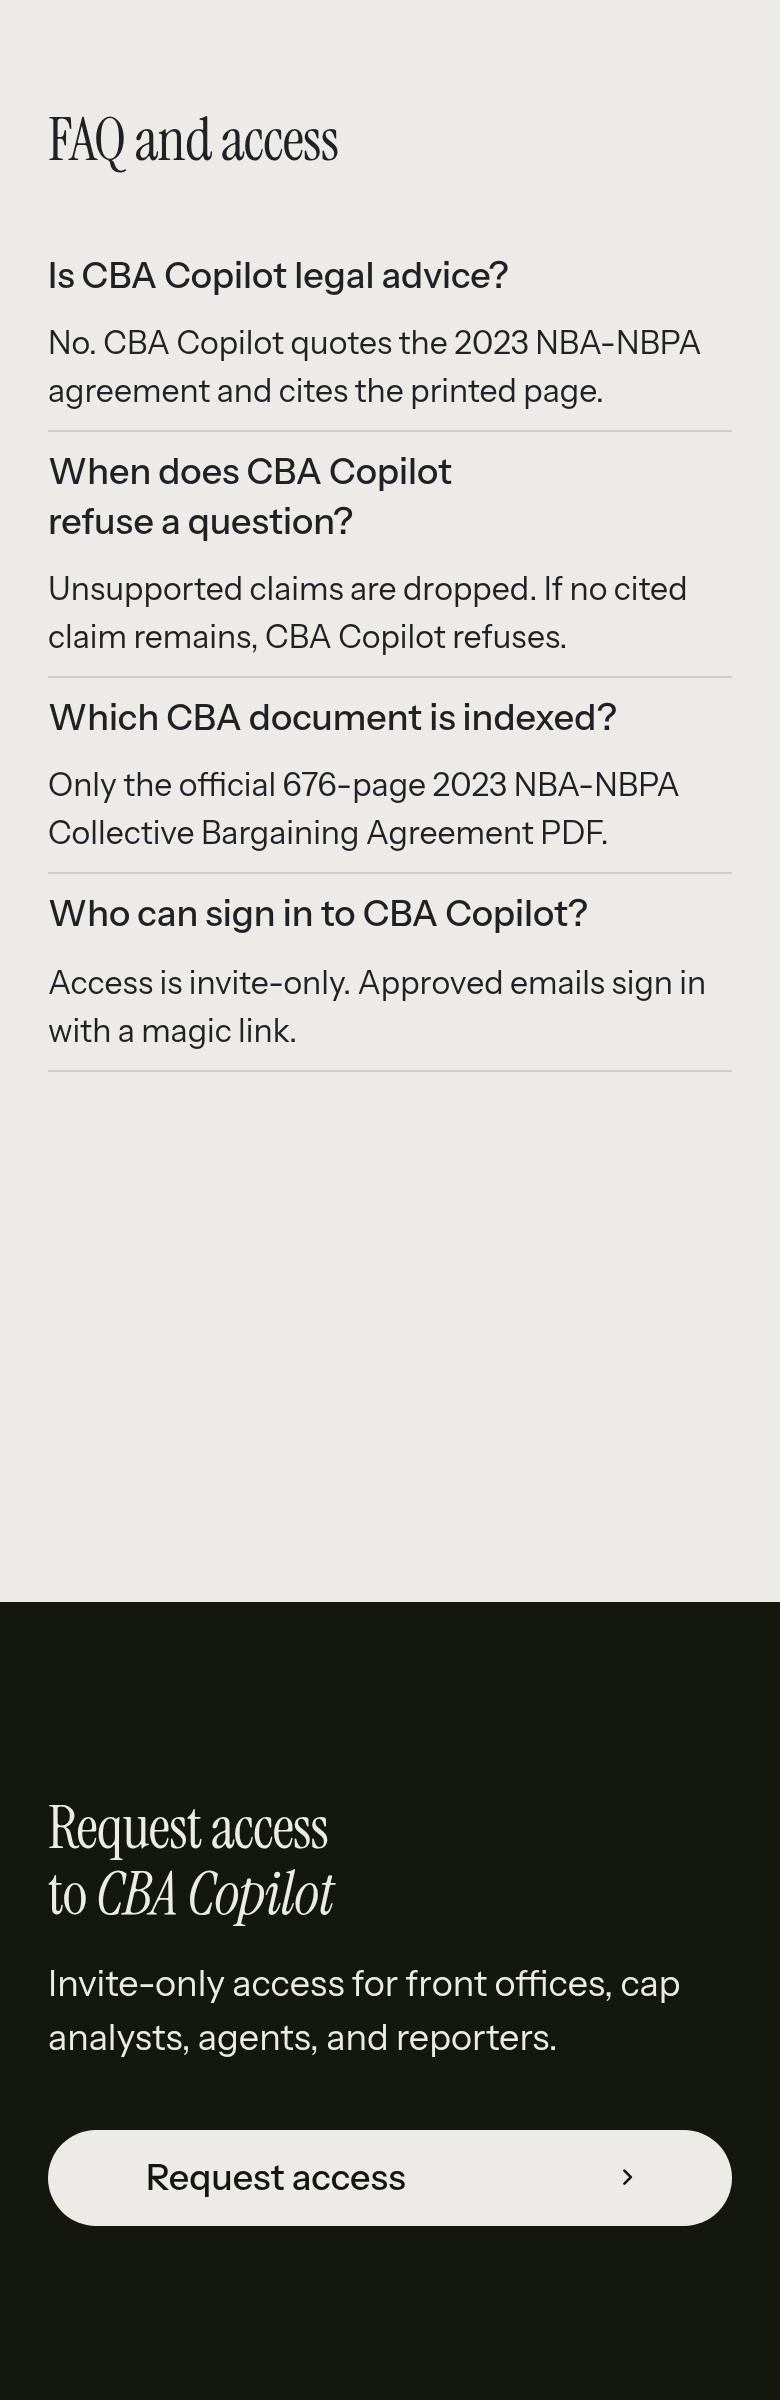 FAQ and access
Is CBA Copilot legal advice?
No. CBA Copilot quotes the 2023 NBA-NBPA
agreement and cites the printed page.
When does CBA Copilot
refuse a question?
Unsupported claims are dropped. If no cited
claim remains, CBA Copilot refuses.
Which CBA document is indexed?
Only the official 676-page 2023 NBA-NBPA
Collective Bargaining Agreement PDF.
Who can sign in to CBA Copilot?
Access is invite-only. Approved emails sign in
with a magic link.
Request access
to CBA Copilot
Invite-only access for front offices, cap
analysts, agents, and reporters.
Request access